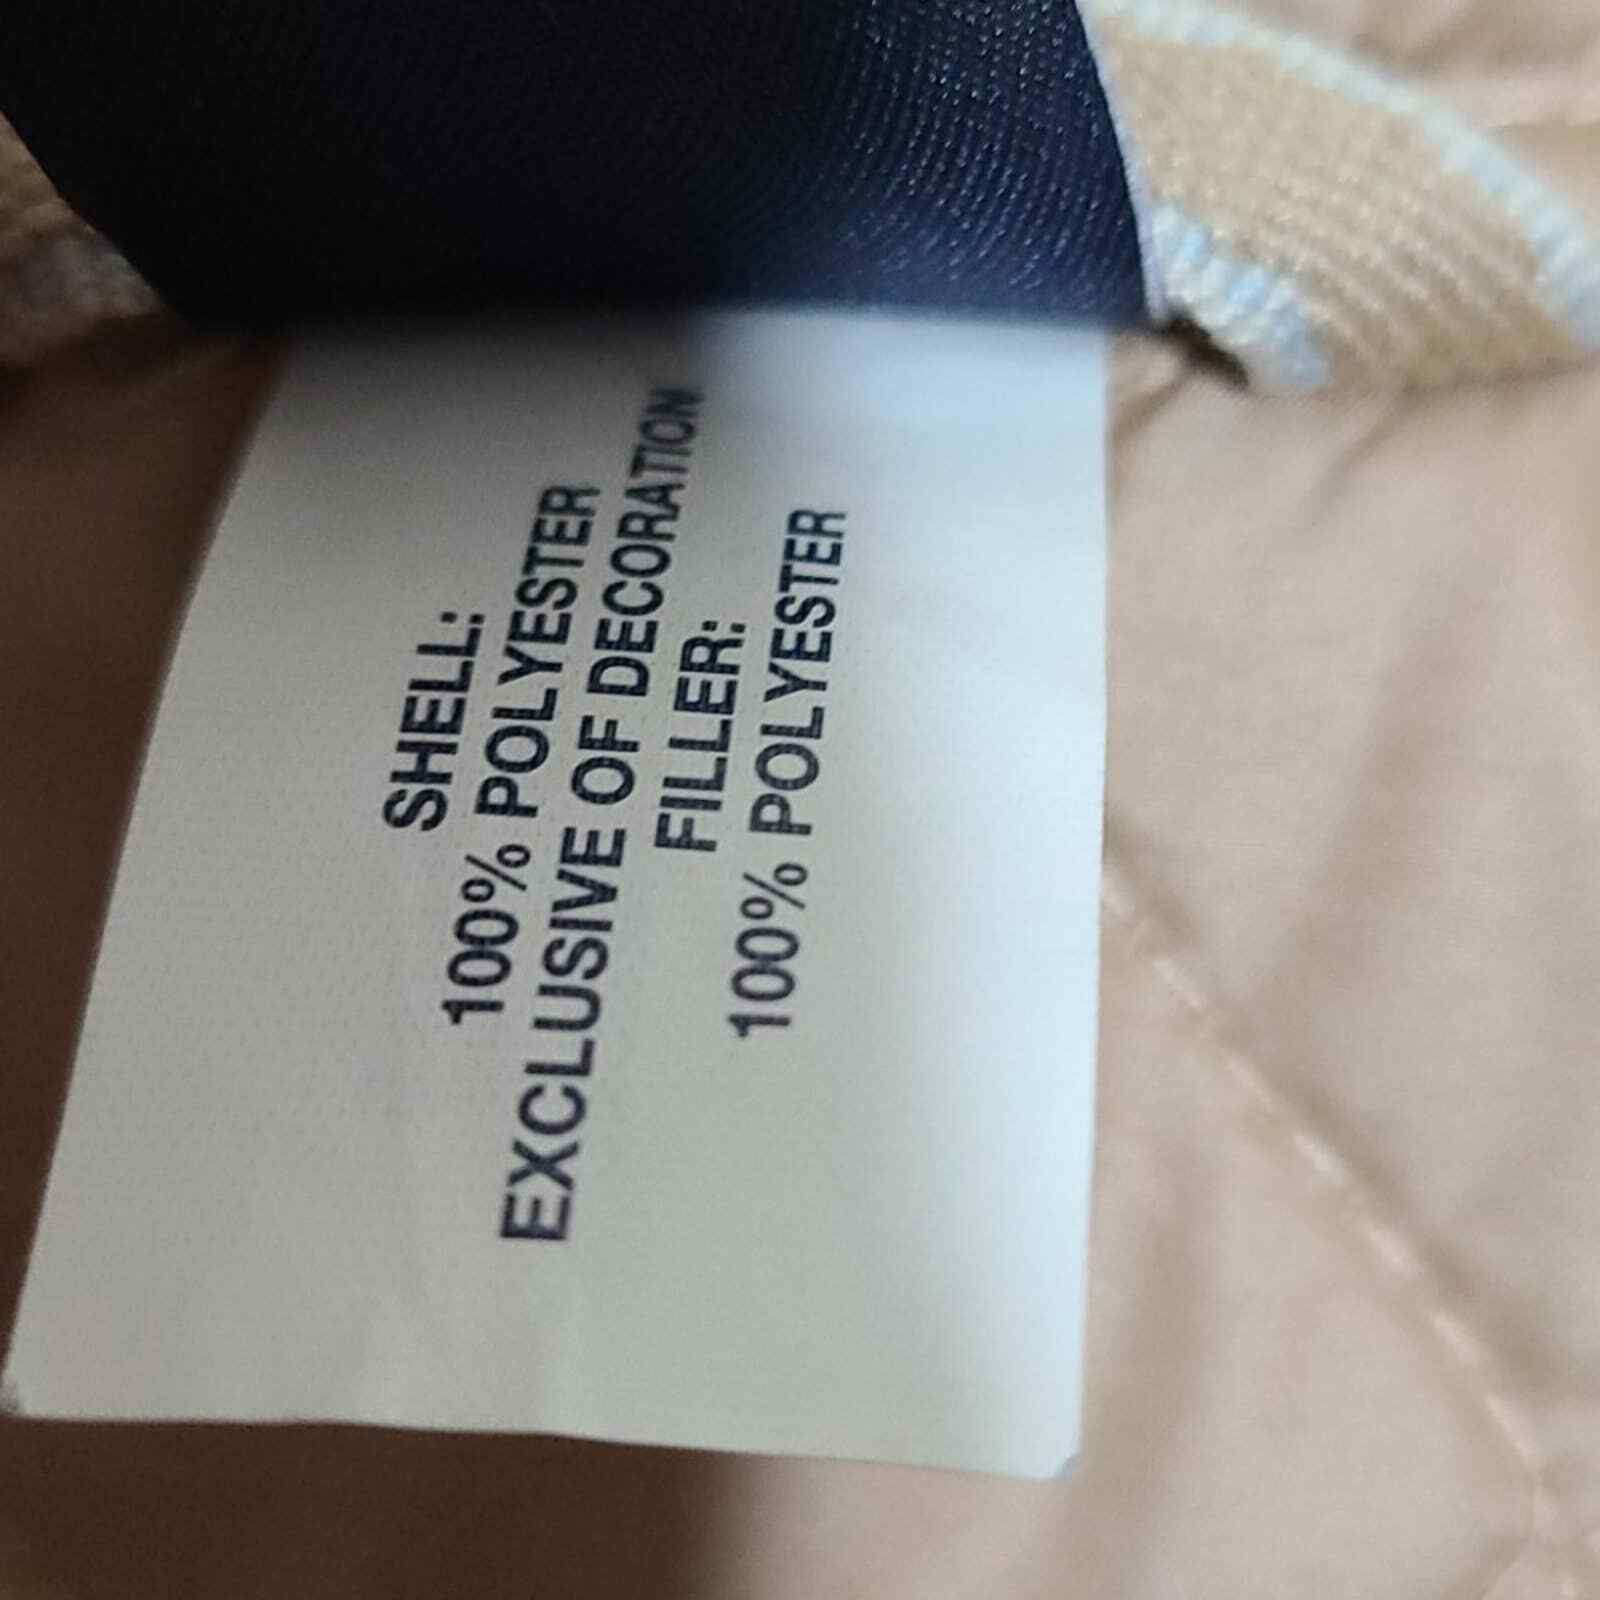 SHELL:
100% POLYESTER
EXCLUSIVE OF DECORATION
FILLER:
100% POLYESTER